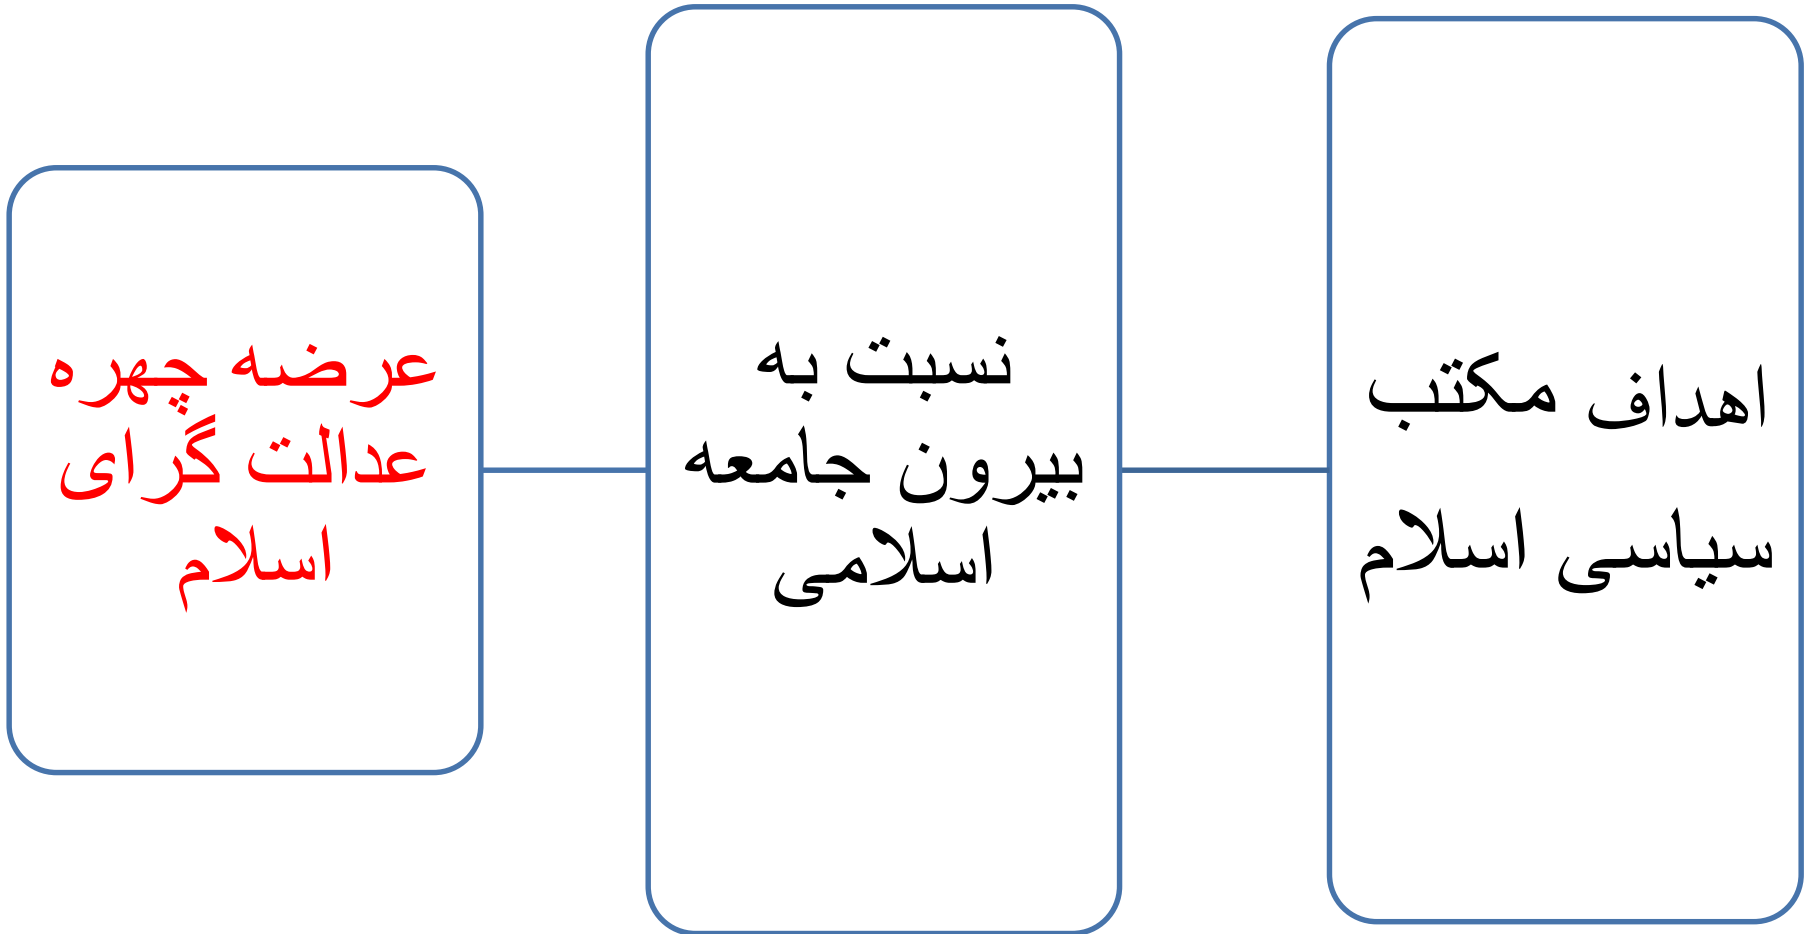 اهداف مکتب
سیاسی اسلام
نسبت به
بیرون جامعه
اسلامی
عرضه چهره
عدالت گرای
اسلام